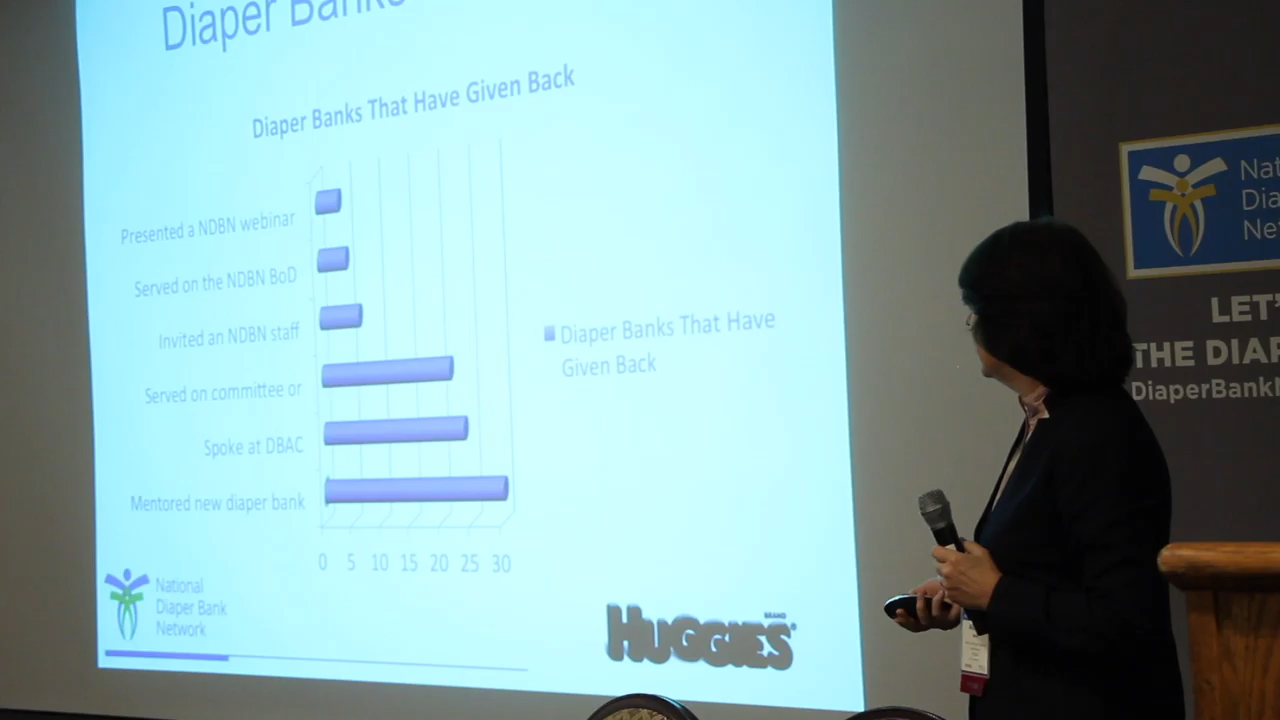 Diaper Banks
Diaper Banks That Have Given Back
Presented a NDBN webinar
Served on the NDBN BoD
Invited an NDBN staff
Served on committee or
Spoke at DBAC
Mentored new diaper bank
0 5 10 15 20 25 30
Diaper Banks That Have
Given Back
National
Diaper Bank
Network
HUGGIES
BRAND
®
Nat
Dia
Ne
LET'
THE DIAP
DiaperBank